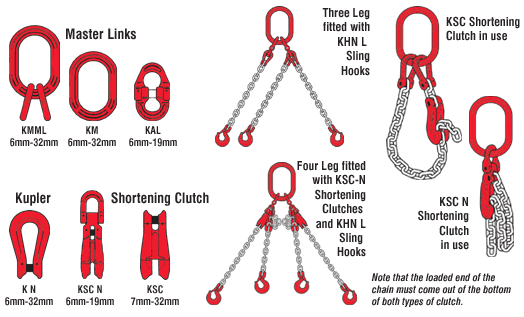 Master Links
KMML
6mm-32mm
KM
6mm-32mm
KAL
6mm-19mm
Kupler
Shortening Clutch
K N
6mm-32mm
KSC N
6mm-19mm
KSC
7mm-32mm
Three Leg
fitted with
KHN L
Sling
Hooks
Four Leg fitted
with KSC-N
Shortening
Clutches
and KHN L
Sling
Hooks
KSC Shortening
Clutch in use
KSC N
Shortening
Clutch
in use
Note that the loaded end of the
chain must come out of the bottom
of both types of clutch.